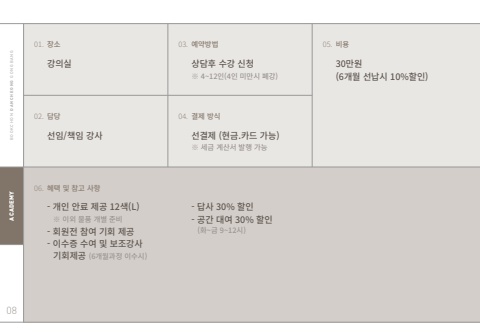 01. 장소
강의실
03. 예약방법
상담후 수강 신청
※ 4~12인(4인 미만시 폐강)
05. 비용
30만원
(6개월 선납시 10%할인)
02. 담당
선임/책임 강사
04. 결제 방식
선결제 (현금.카드 가능)
※ 세금 계산서 발행 가능
ACADEMY
06. 혜택 및 참고 사항
- 개인 안료 제공 12색(L)
※ 이외 물품 개별 준비
- 회원전 참여 기회 제공
- 이수증 수여 및 보조강사
기회제공 (6개월과정 이수시)
- 답사 30% 할인
- 공간 대여 30% 할인
(화~금 9~12시)
08